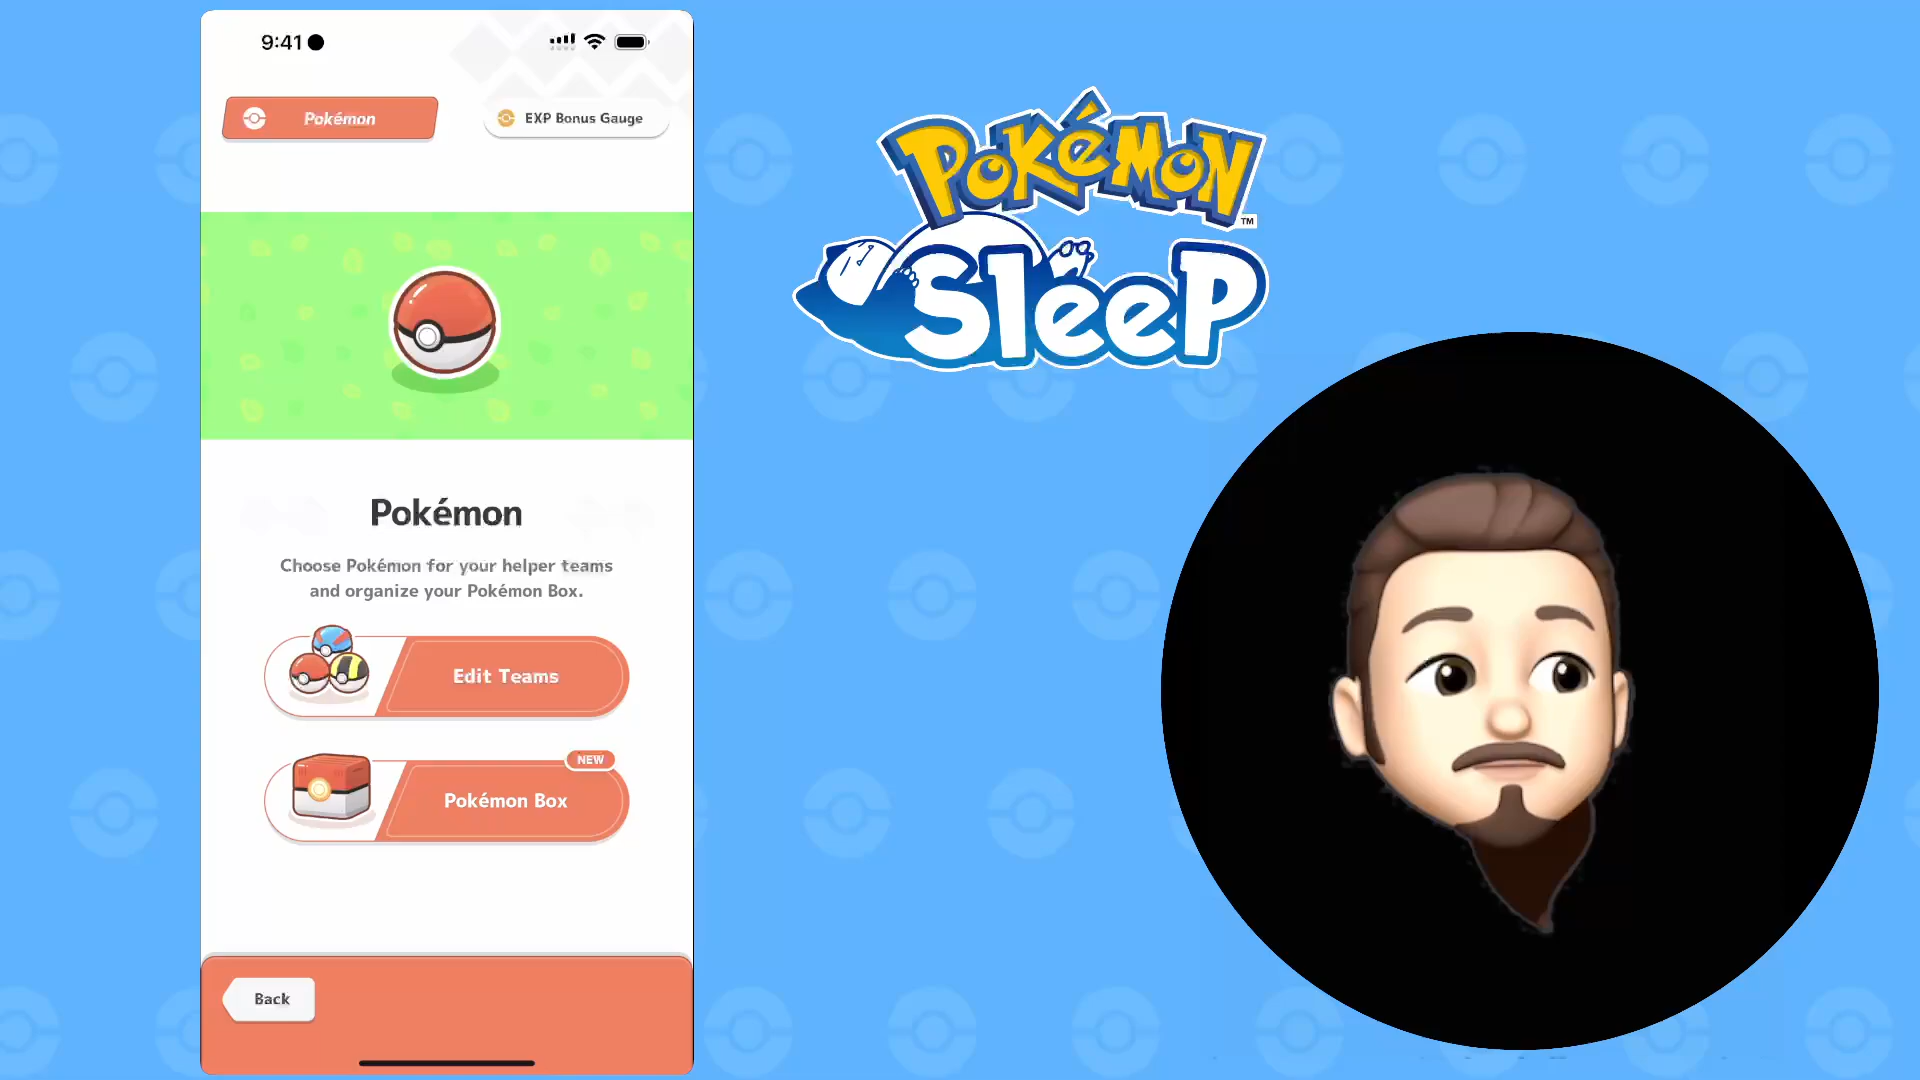 9:41
Pokémon
EXP Bonus Gauge
Pokémon
Choose Pokémon for your helper teams
and organize your Pokémon Box.
Edit Teams
NEW
Pokémon Box
Back
POKéMON
TM
SleeP